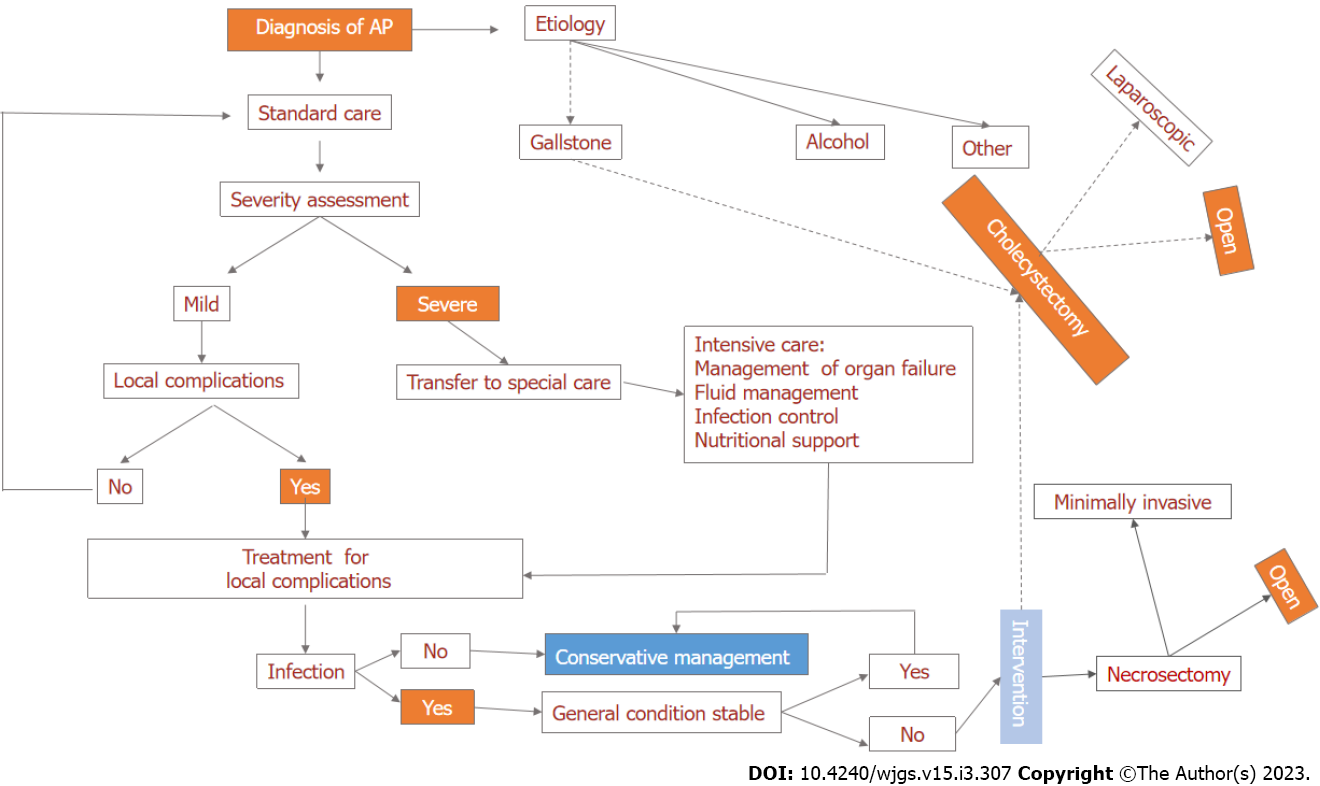 Diagnosis of AP
Etiology
Standard care
Gallstone
Alcohol
Other
Laparoscopic
Open
Cholecystectomy
Severity assessment
Mild
Severe
Local complications
Transfer to special care
Intensive care:
Management of organ failure
Fluid management
Infection control
Nutritional support
No
Yes
Treatment for
local complications
Minimally invasive
Open
Infection
No
Conservative management
Yes
General condition stable
Yes
No
Intervention
Necrosectomy
DOI: 10.4240/wjgs.v15.i3.307 Copyright ©The Author(s) 2023.